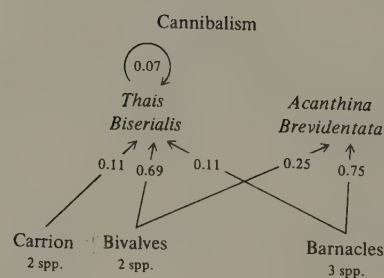 Cannibalism
0.07
Thais
Biserialis
Acanthina
Brevidentata
0.11 0.69 0.11 0.25 0.75
Carrion Bivalves Barnacles
2 spp. 2 spp. 3 spp.